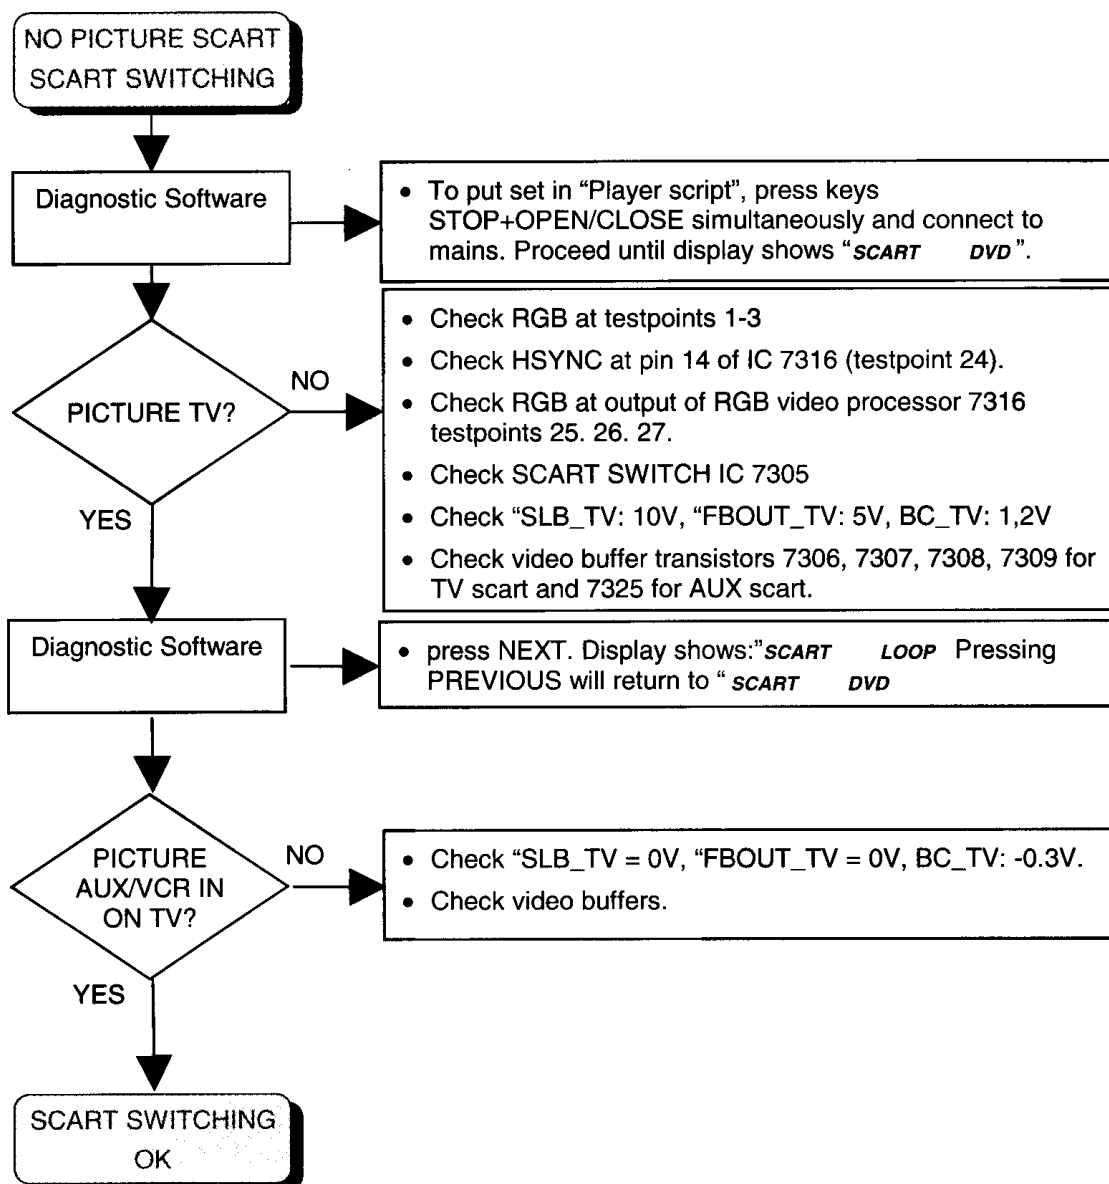 NO PICTURE SCART
SCART SWITCHING
Diagnostic Software
• To put set in “Player script”, press keys
STOP+OPEN/CLOSE simultaneously and connect to
mains. Proceed until display shows “SCART DVD”.
PICTURE TV?
NO
YES
• Check RGB at testpoints 1-3
• Check HSYNC at pin 14 of IC 7316 (testpoint 24).
• Check RGB at output of RGB video processor 7316
testpoints 25. 26. 27.
• Check SCART SWITCH IC 7305
• Check “SLB_TV: 10V, “FBOUT_TV: 5V, BC_TV: 1,2V
• Check video buffer transistors 7306, 7307, 7308, 7309 for
TV scart and 7325 for AUX scart.
Diagnostic Software
• press NEXT. Display shows:”SCART LOOP Pressing
PREVIOUS will return to “ SCART DVD
PICTURE
AUX/VCR IN
ON TV?
NO
YES
• Check “SLB_TV = 0V, “FBOUT_TV = 0V, BC_TV: -0.3V.
• Check video buffers.
SCART SWITCHING
OK